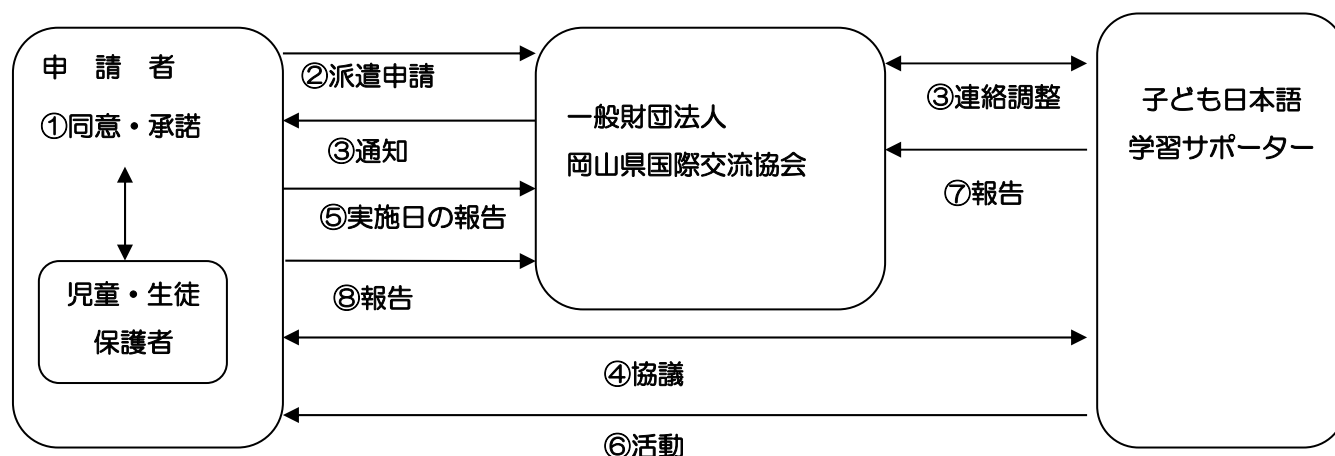 申　請　者
①同意・承諾
児童・生徒
保護者
②派遣申請
③通知
⑤実施日の報告
⑧報告
一般財団法人
岡山県国際交流協会
③連絡調整
⑦報告
子ども日本語
学習サポーター
④協議
⑥活動